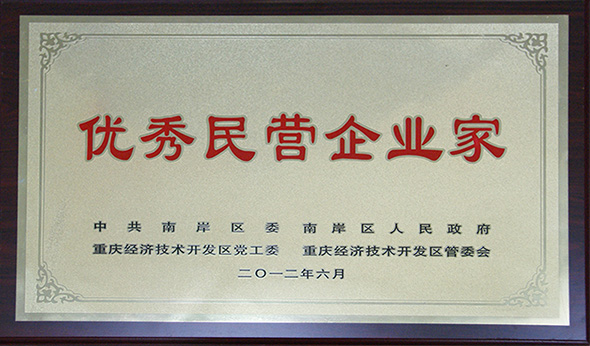 优秀民营企业家
中共南岸区委 南岸区人民政府
重庆经济技术开发区党工委 重庆经济技术开发区管委会
二〇一二年六月